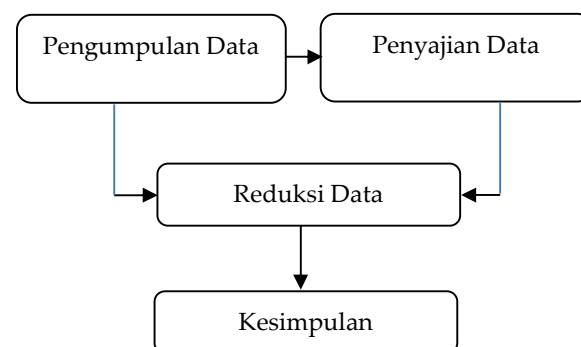 Pengumpulan Data
Penyajian Data
Reduksi Data
Kesimpulan